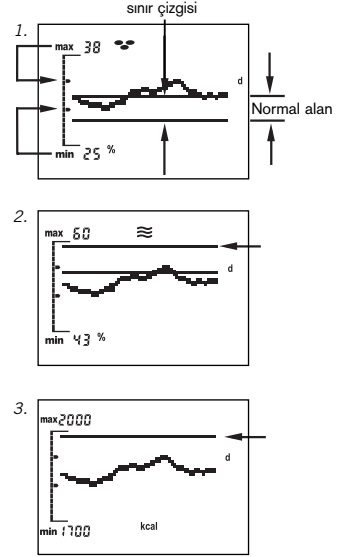 sınır çizgisi
1.
max 38
d
Normal alan
min 25 %
2.
max 60
d
min 43 %
3.
max 2000
d
min 1700
kcal